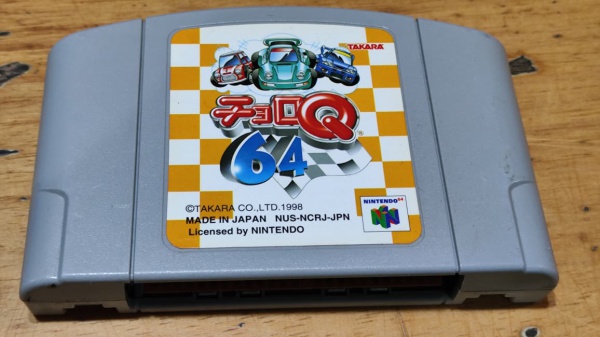 TAKARA
チョロQ
64
©TAKARA CO.,LTD.1998
MADE IN JAPAN NUS-NCRJ-JPN
Licensed by NINTENDO
NINTENDO64